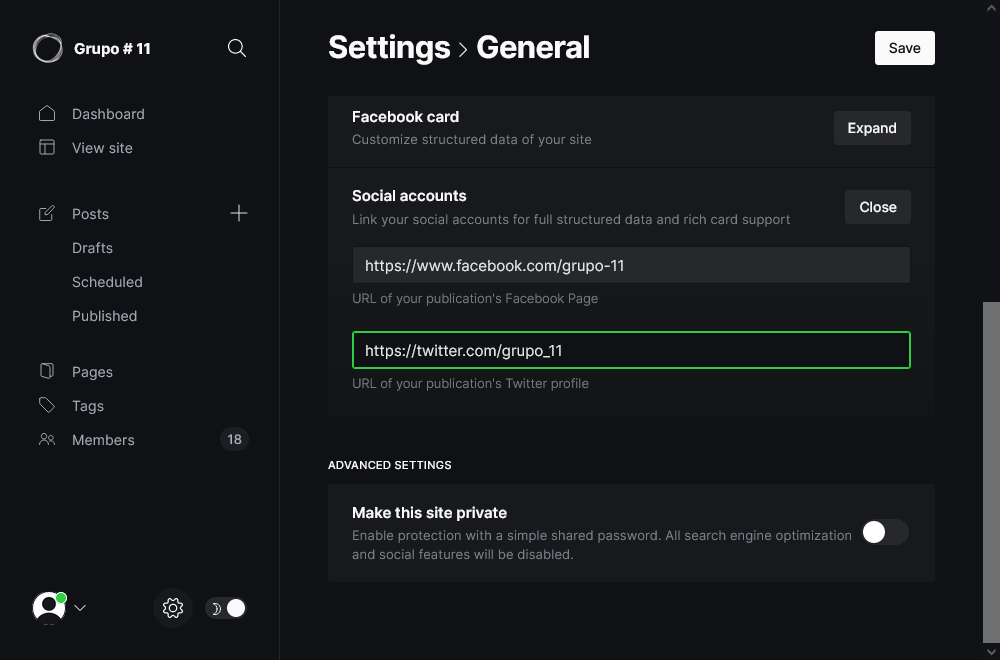 Grupo # 11
Dashboard
View site
Posts
Drafts
Scheduled
Published
Pages
Tags
Members
18
Settings › General
Save
Facebook card
Customize structured data of your site
Expand
Social accounts
Link your social accounts for full structured data and rich card support
Close
https://www.facebook.com/grupo-11
URL of your publication's Facebook Page
https://twitter.com/grupo_11
URL of your publication's Twitter profile
ADVANCED SETTINGS
Make this site private
Enable protection with a simple shared password. All search engine optimization
and social features will be disabled.